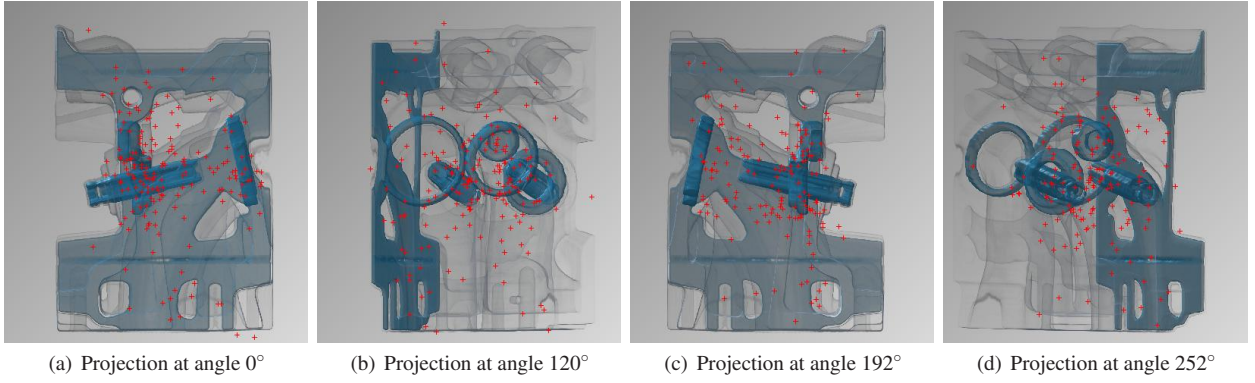 (a) Projection at angle 0°
(b) Projection at angle 120°
(c) Projection at angle 192°
(d) Projection at angle 252°